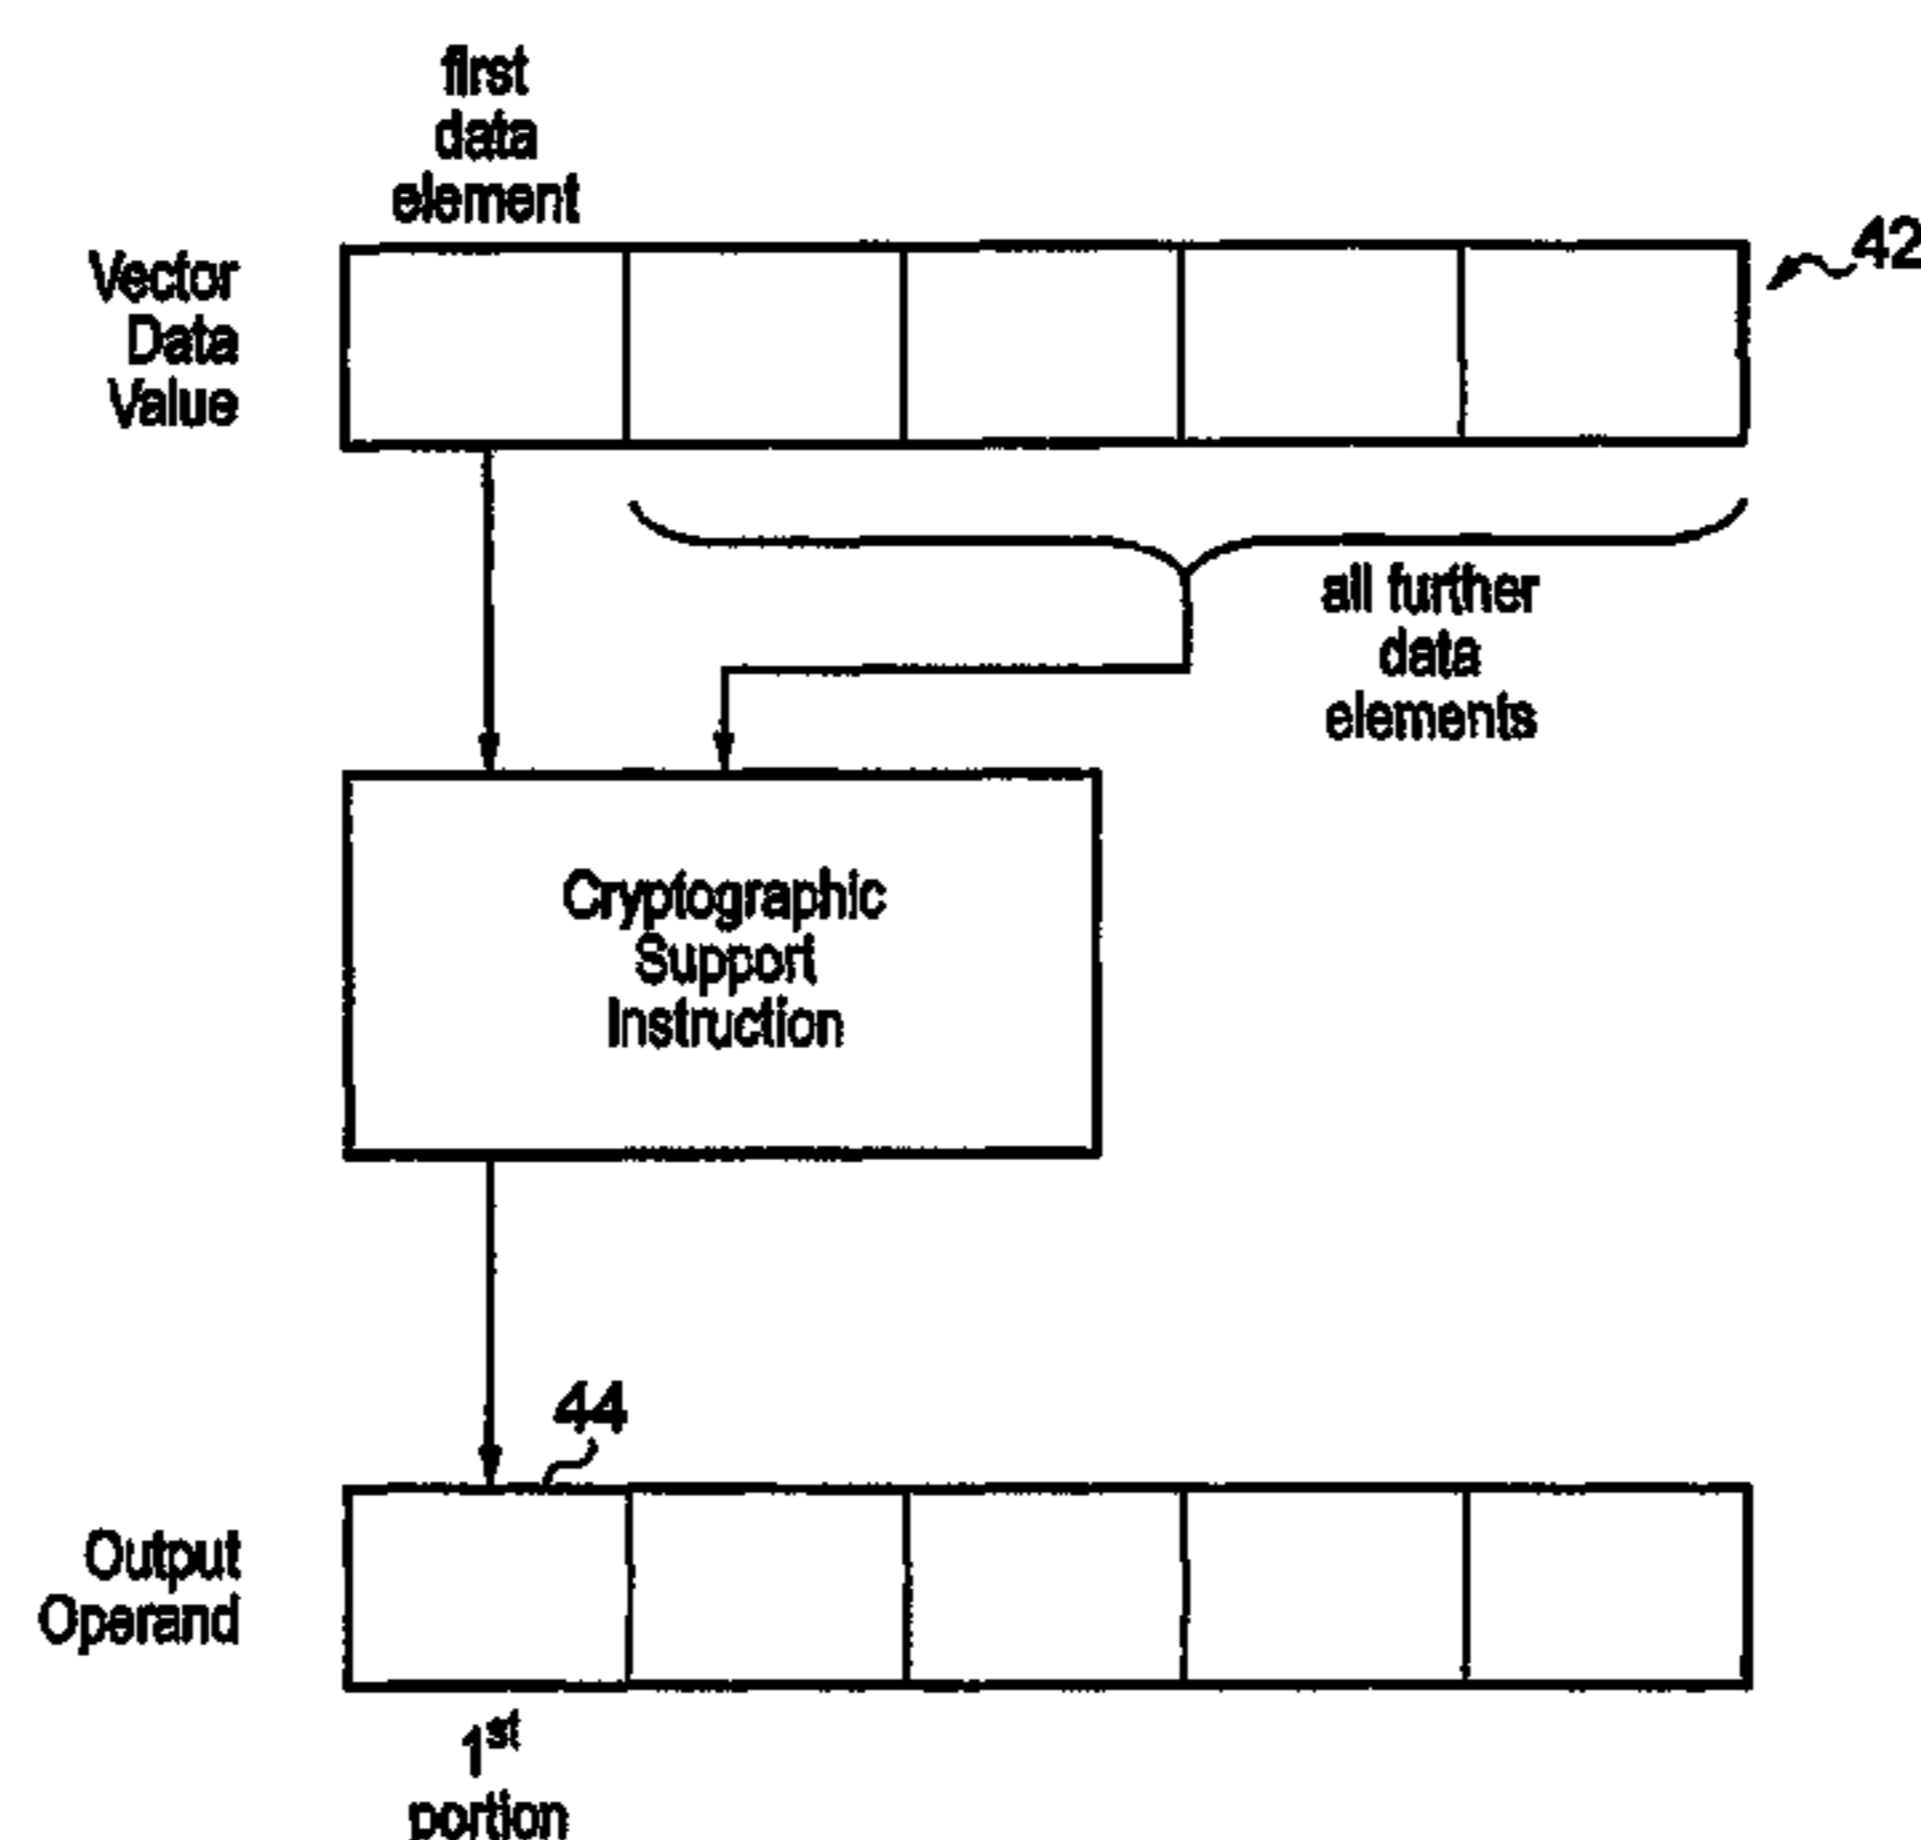 first
data
element
Vector
Data
Value
42
all further
data
elements
Cryptographic
Support
Instruction
44
Output
Operand
1st
portion